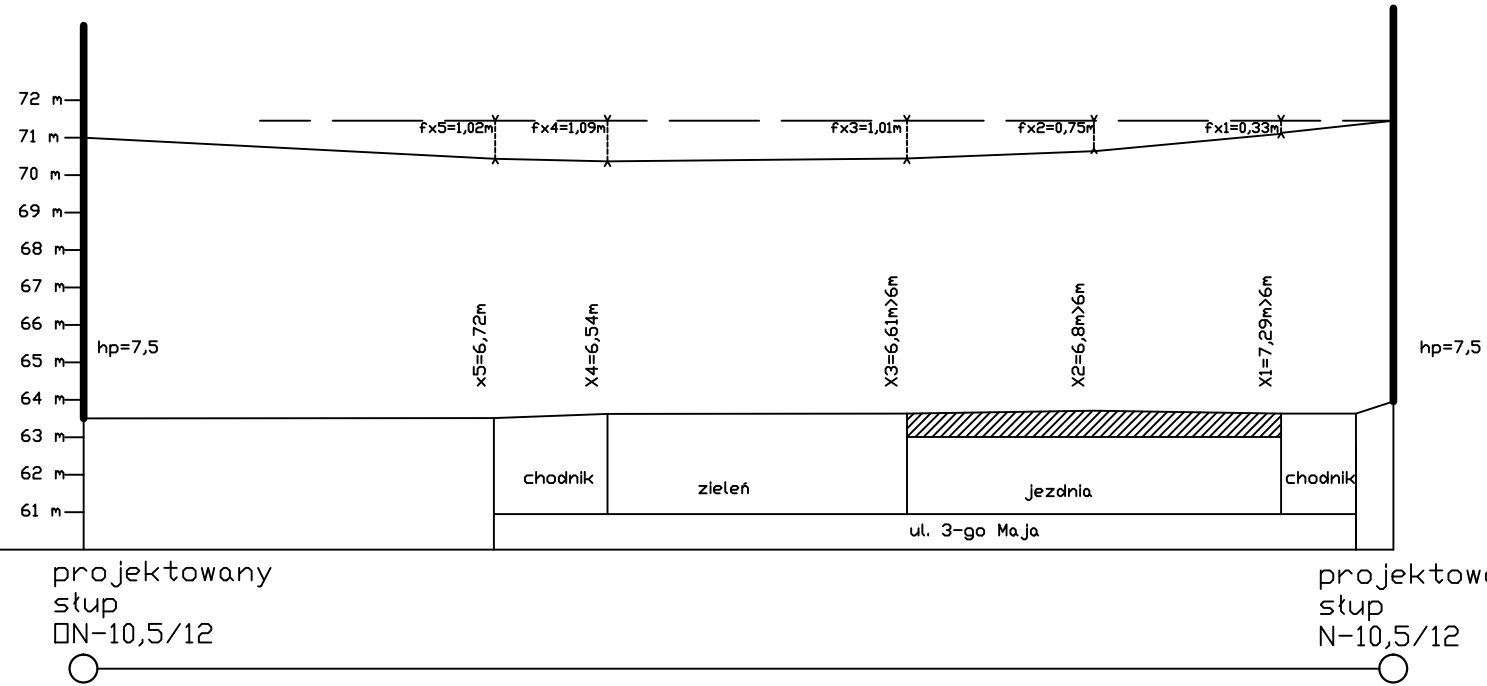 72 m
71 m
70 m
69 m
68 m
67 m
66 m
65 m
64 m
63 m
62 m
61 m
fx5=1,02m
fx4=1,09m
fx3=1,01m
fx2=0,75m
fx1=0,33m
x5=6,72m
X4=6,54m
X3=6,61m>6m
X2=6,8m>6m
X1=7,29m>6m
hp=7,5
hp=7,5
chodnik
zieleń
jezdnia
chodnik
ul. 3-go Maja
projektowany
słup
N-10,5/12
projektowa
słup
N-10,5/12